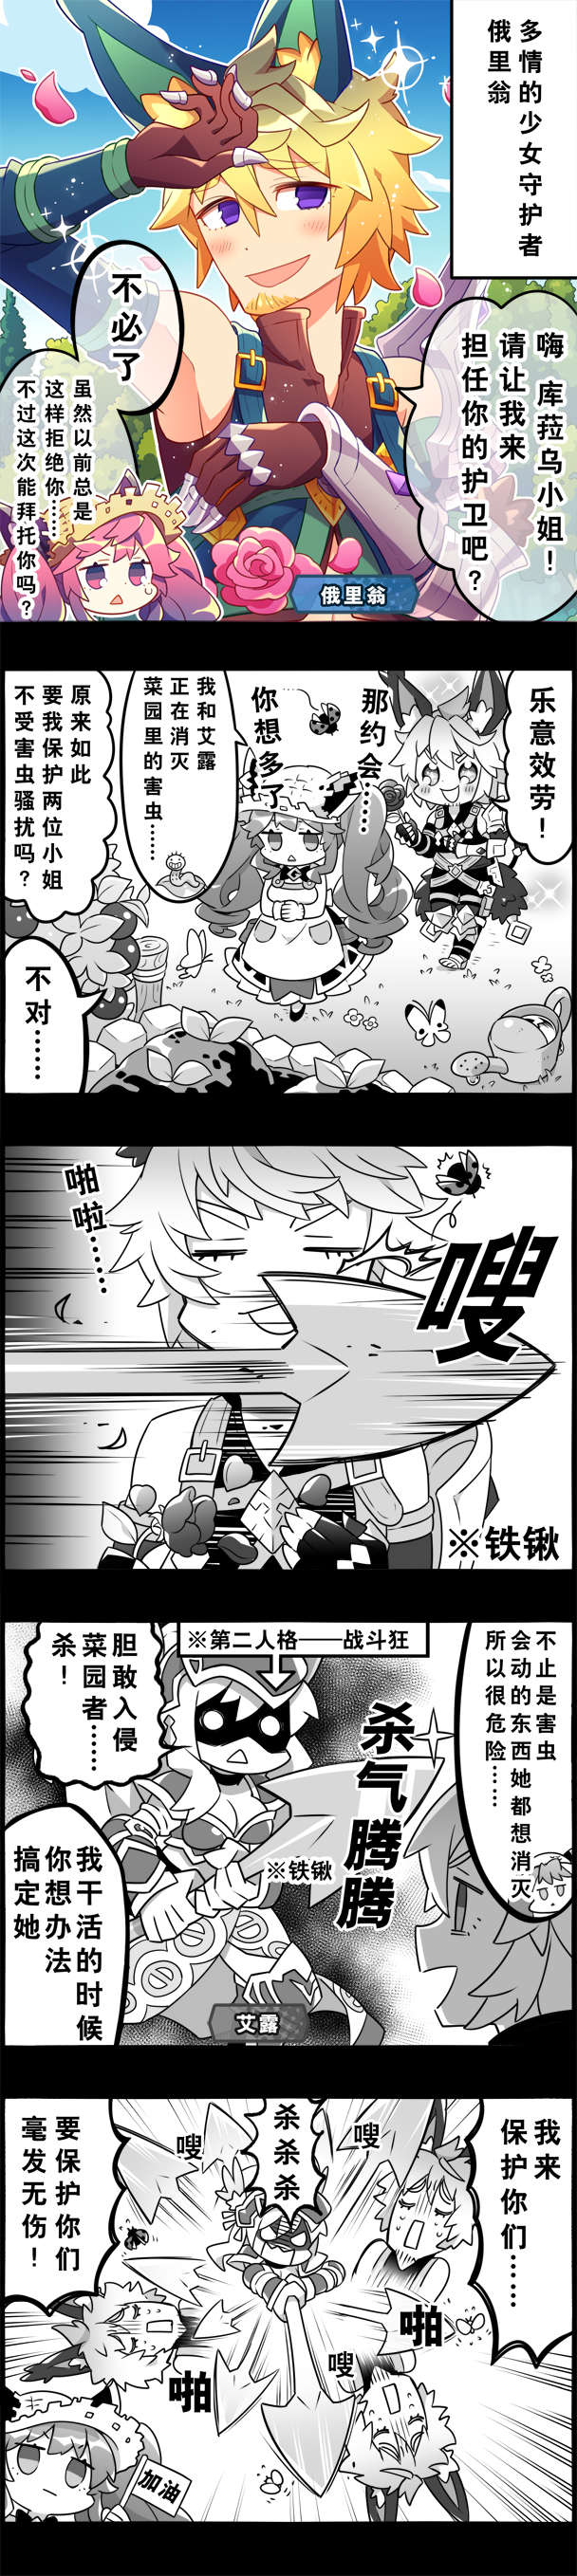 多情的少女守护者
俄里翁
嗨 库菈乌小姐！
请让我来
担任你的护卫吧？
不必了
虽然以前总是
这样拒绝你……
不过这次能拜托你吗？
俄里翁
乐意效劳！
那约会……
你想多了
我和艾露
正在消灭
菜园里的害虫……
原来如此
要我保护两位小姐
不受害虫骚扰吗？
不对……
啪啦……
嗖
※铁锹
不止是害虫
会动的东西她都想消灭
所以很危险……
※第二人格——战斗狂
杀气腾腾
※铁锹
胆敢入侵
菜园者……
杀！
我干活的时候
你想办法
搞定她
艾露
我来
保护你们……
杀杀杀
嗖
嗖
要保护你们
毫发无伤！
啪
嗖
啪
加油